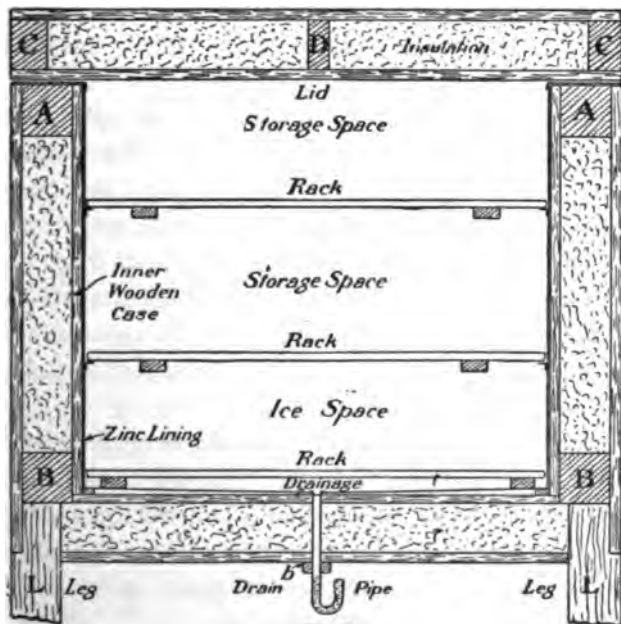 C D Insulation C
Lid
A Storage Space A
Rack
Inner
Wooden
Case
Storage Space
Rack
Ice Space
Zinc Lining
Rack
B Drainage B
b
L Leg Drain Pipe Leg L